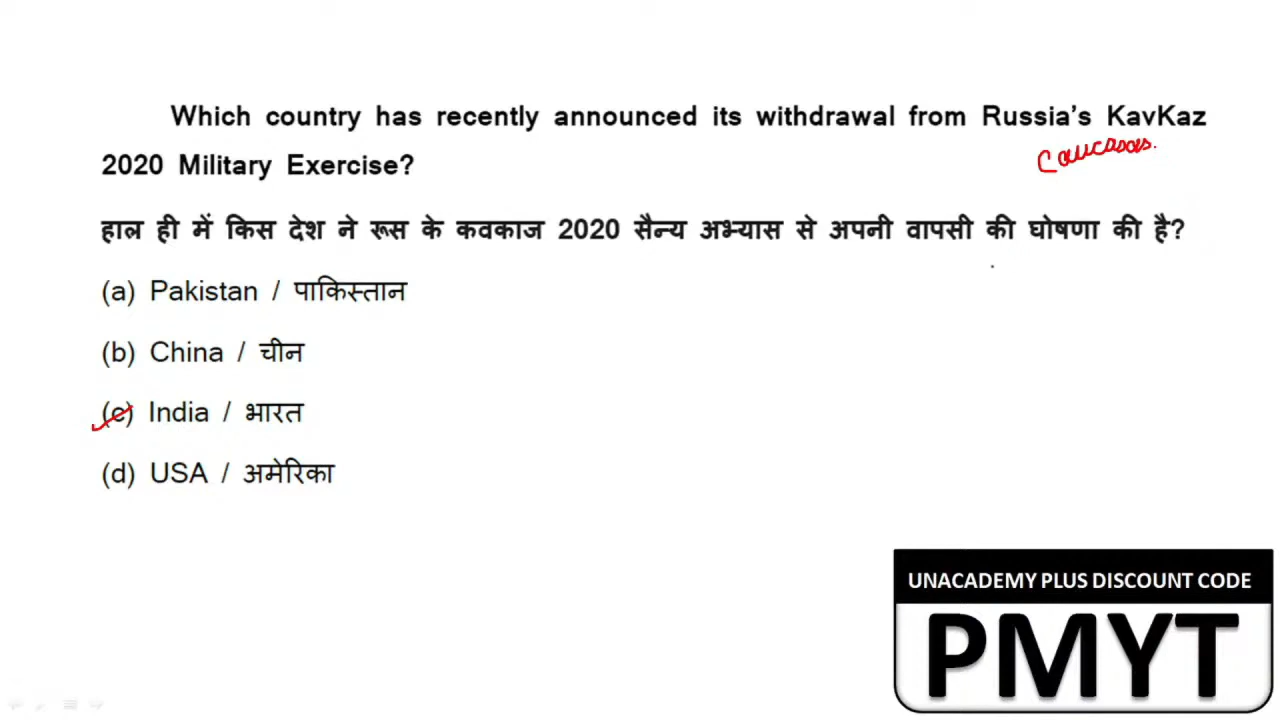 Which country has recently announced its withdrawal from Russia's KavKaz
Caucasas.
2020 Military Exercise?
हाल ही में किस देश ने रूस के कवकाज 2020 सैन्य अभ्यास से अपनी वापसी की घोषणा की है?
(a) Pakistan / पाकिस्तान
(b) China / चीन
(c) India / भारत
(d) USA / अमेरिका
UNACADEMY PLUS DISCOUNT CODE
PMYT